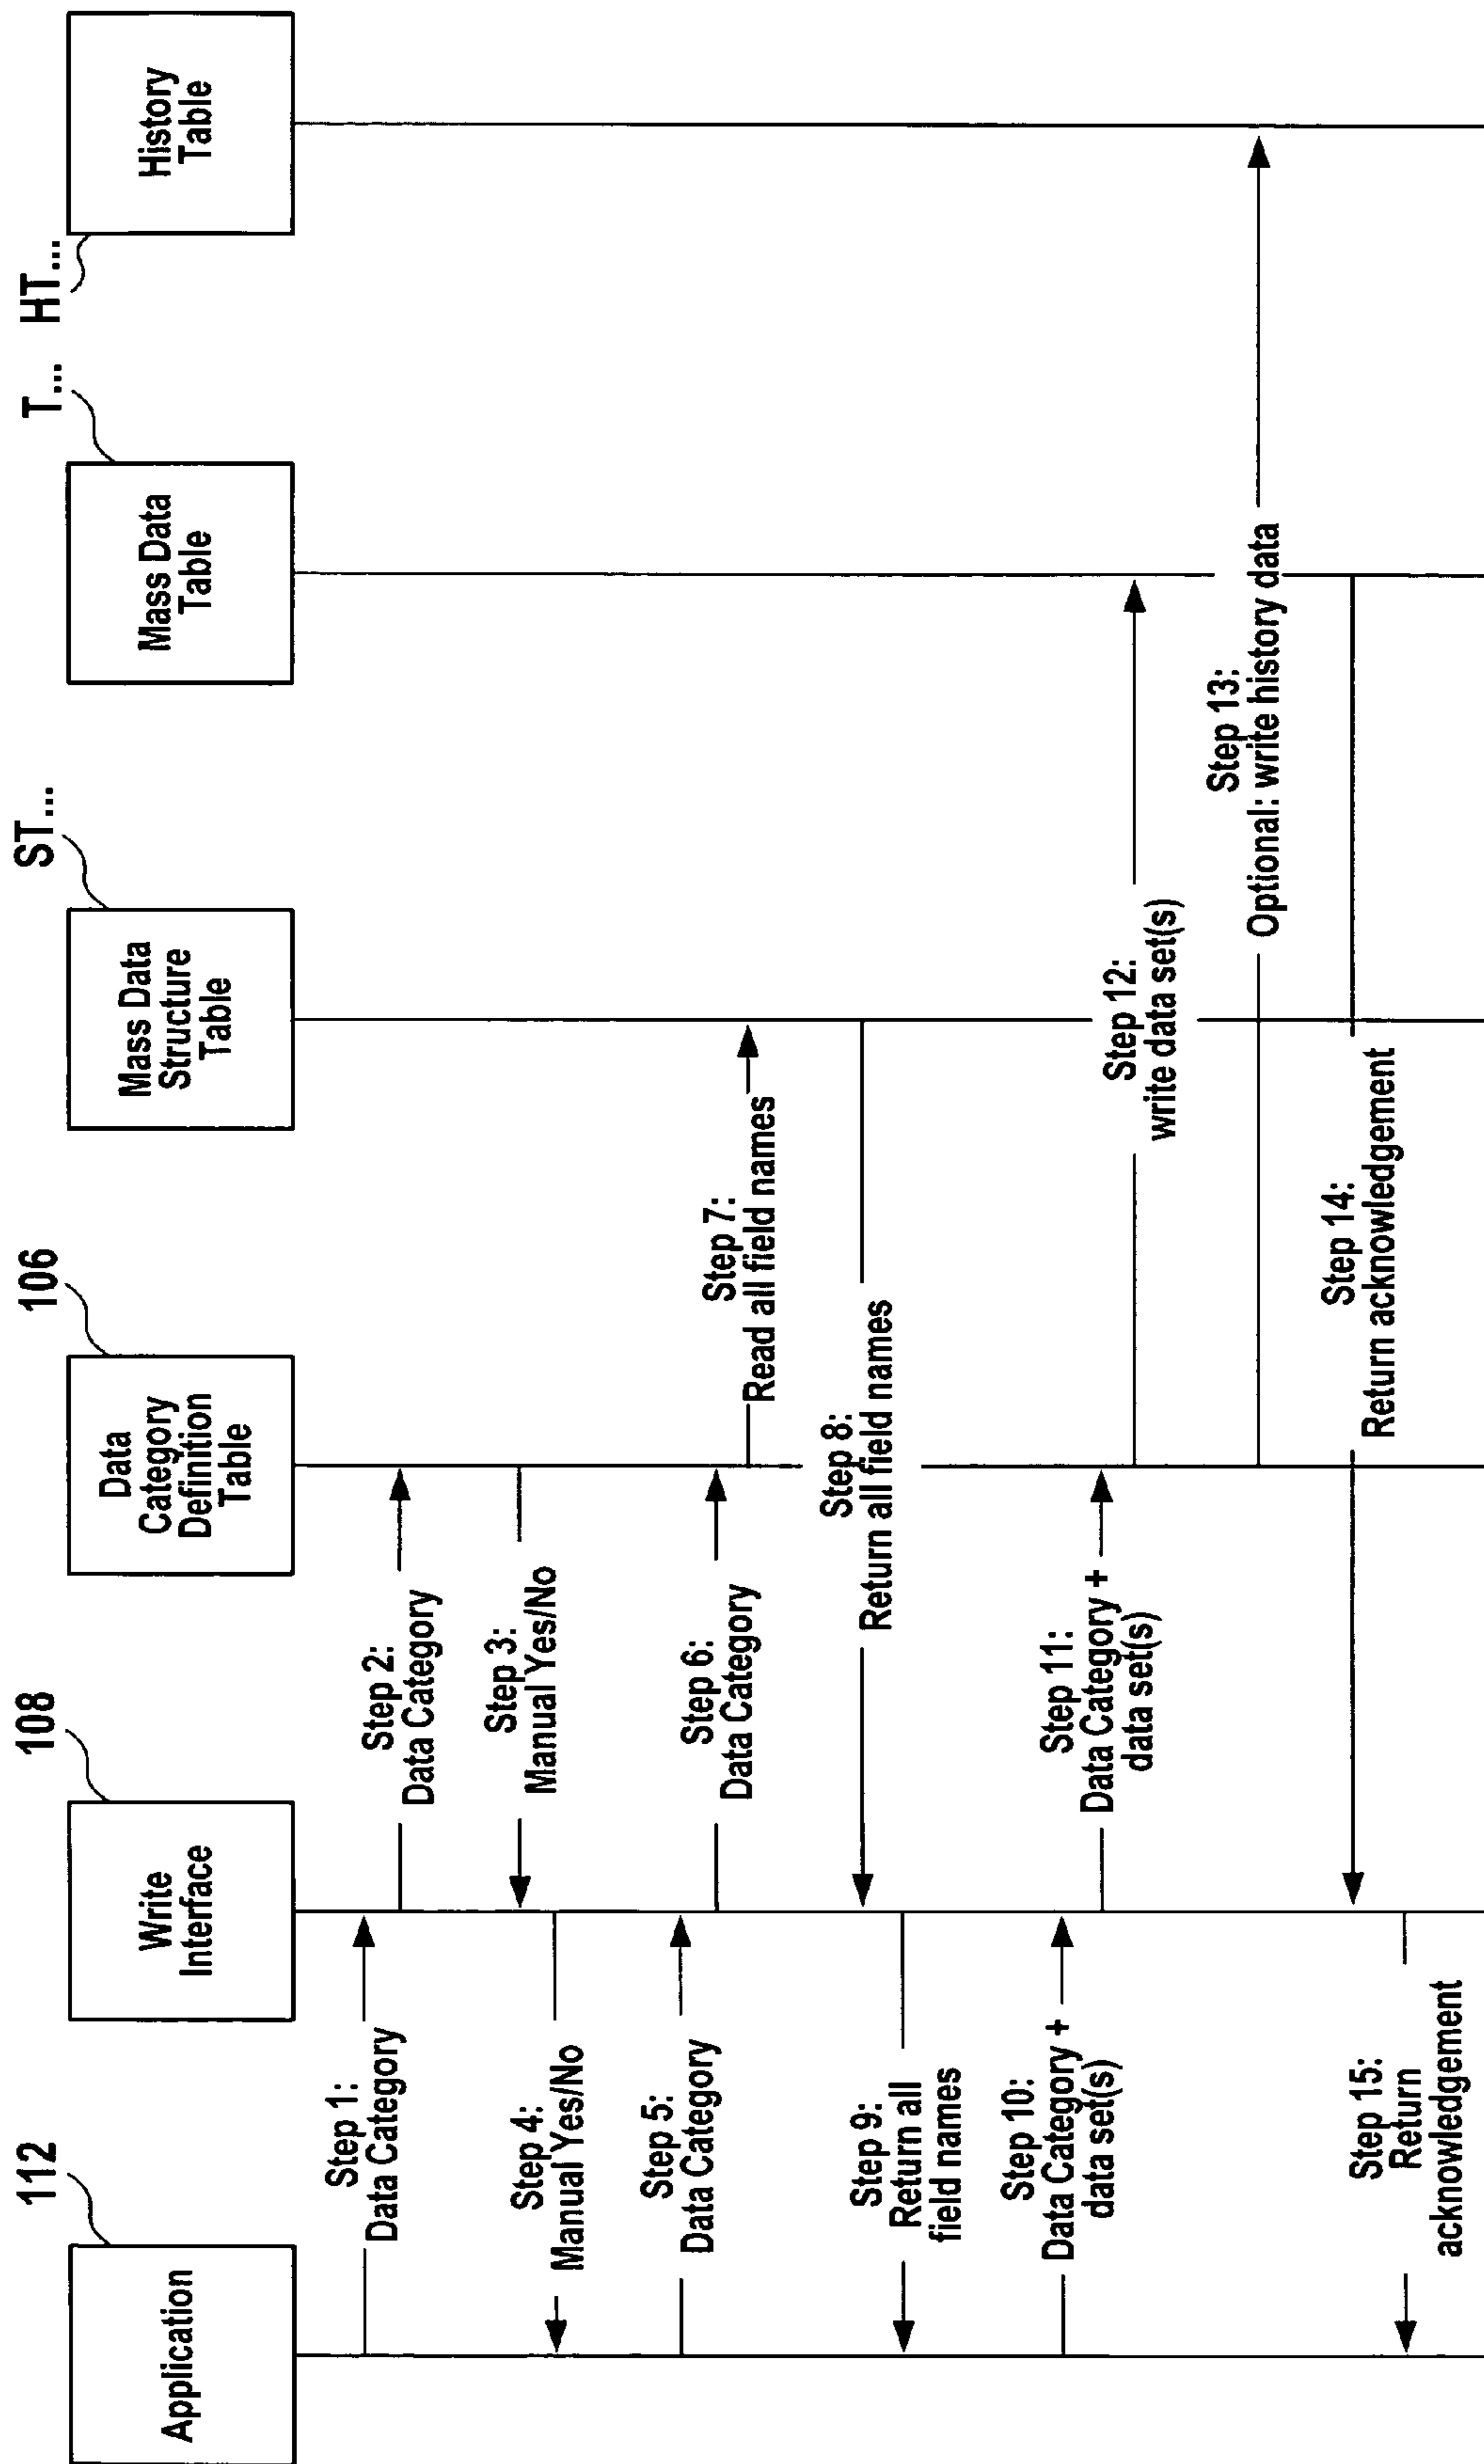 112
108
106
ST...
T...
HT...
Application
Write
Interface
Data
Category
Definition
Table
Mass Data
Structure
Table
Mass Data
Table
History
Table
Step 1:
Data Category
Step 2:
Data Category
Step 3:
Manual Yes/No
Step 4:
Manual Yes/No
Step 5:
Data Category
Step 6:
Data Category
Step 7:
Read all field names
Step 8:
Return all field names
Step 9:
Return all
field names
Step 10:
Data Category +
data set(s)
Step 11:
Data Category +
data set(s)
Step 12:
write data set(s)
Step 13:
Optional: write history data
Step 14:
Return acknowledgement
Step 15:
Return
acknowledgement